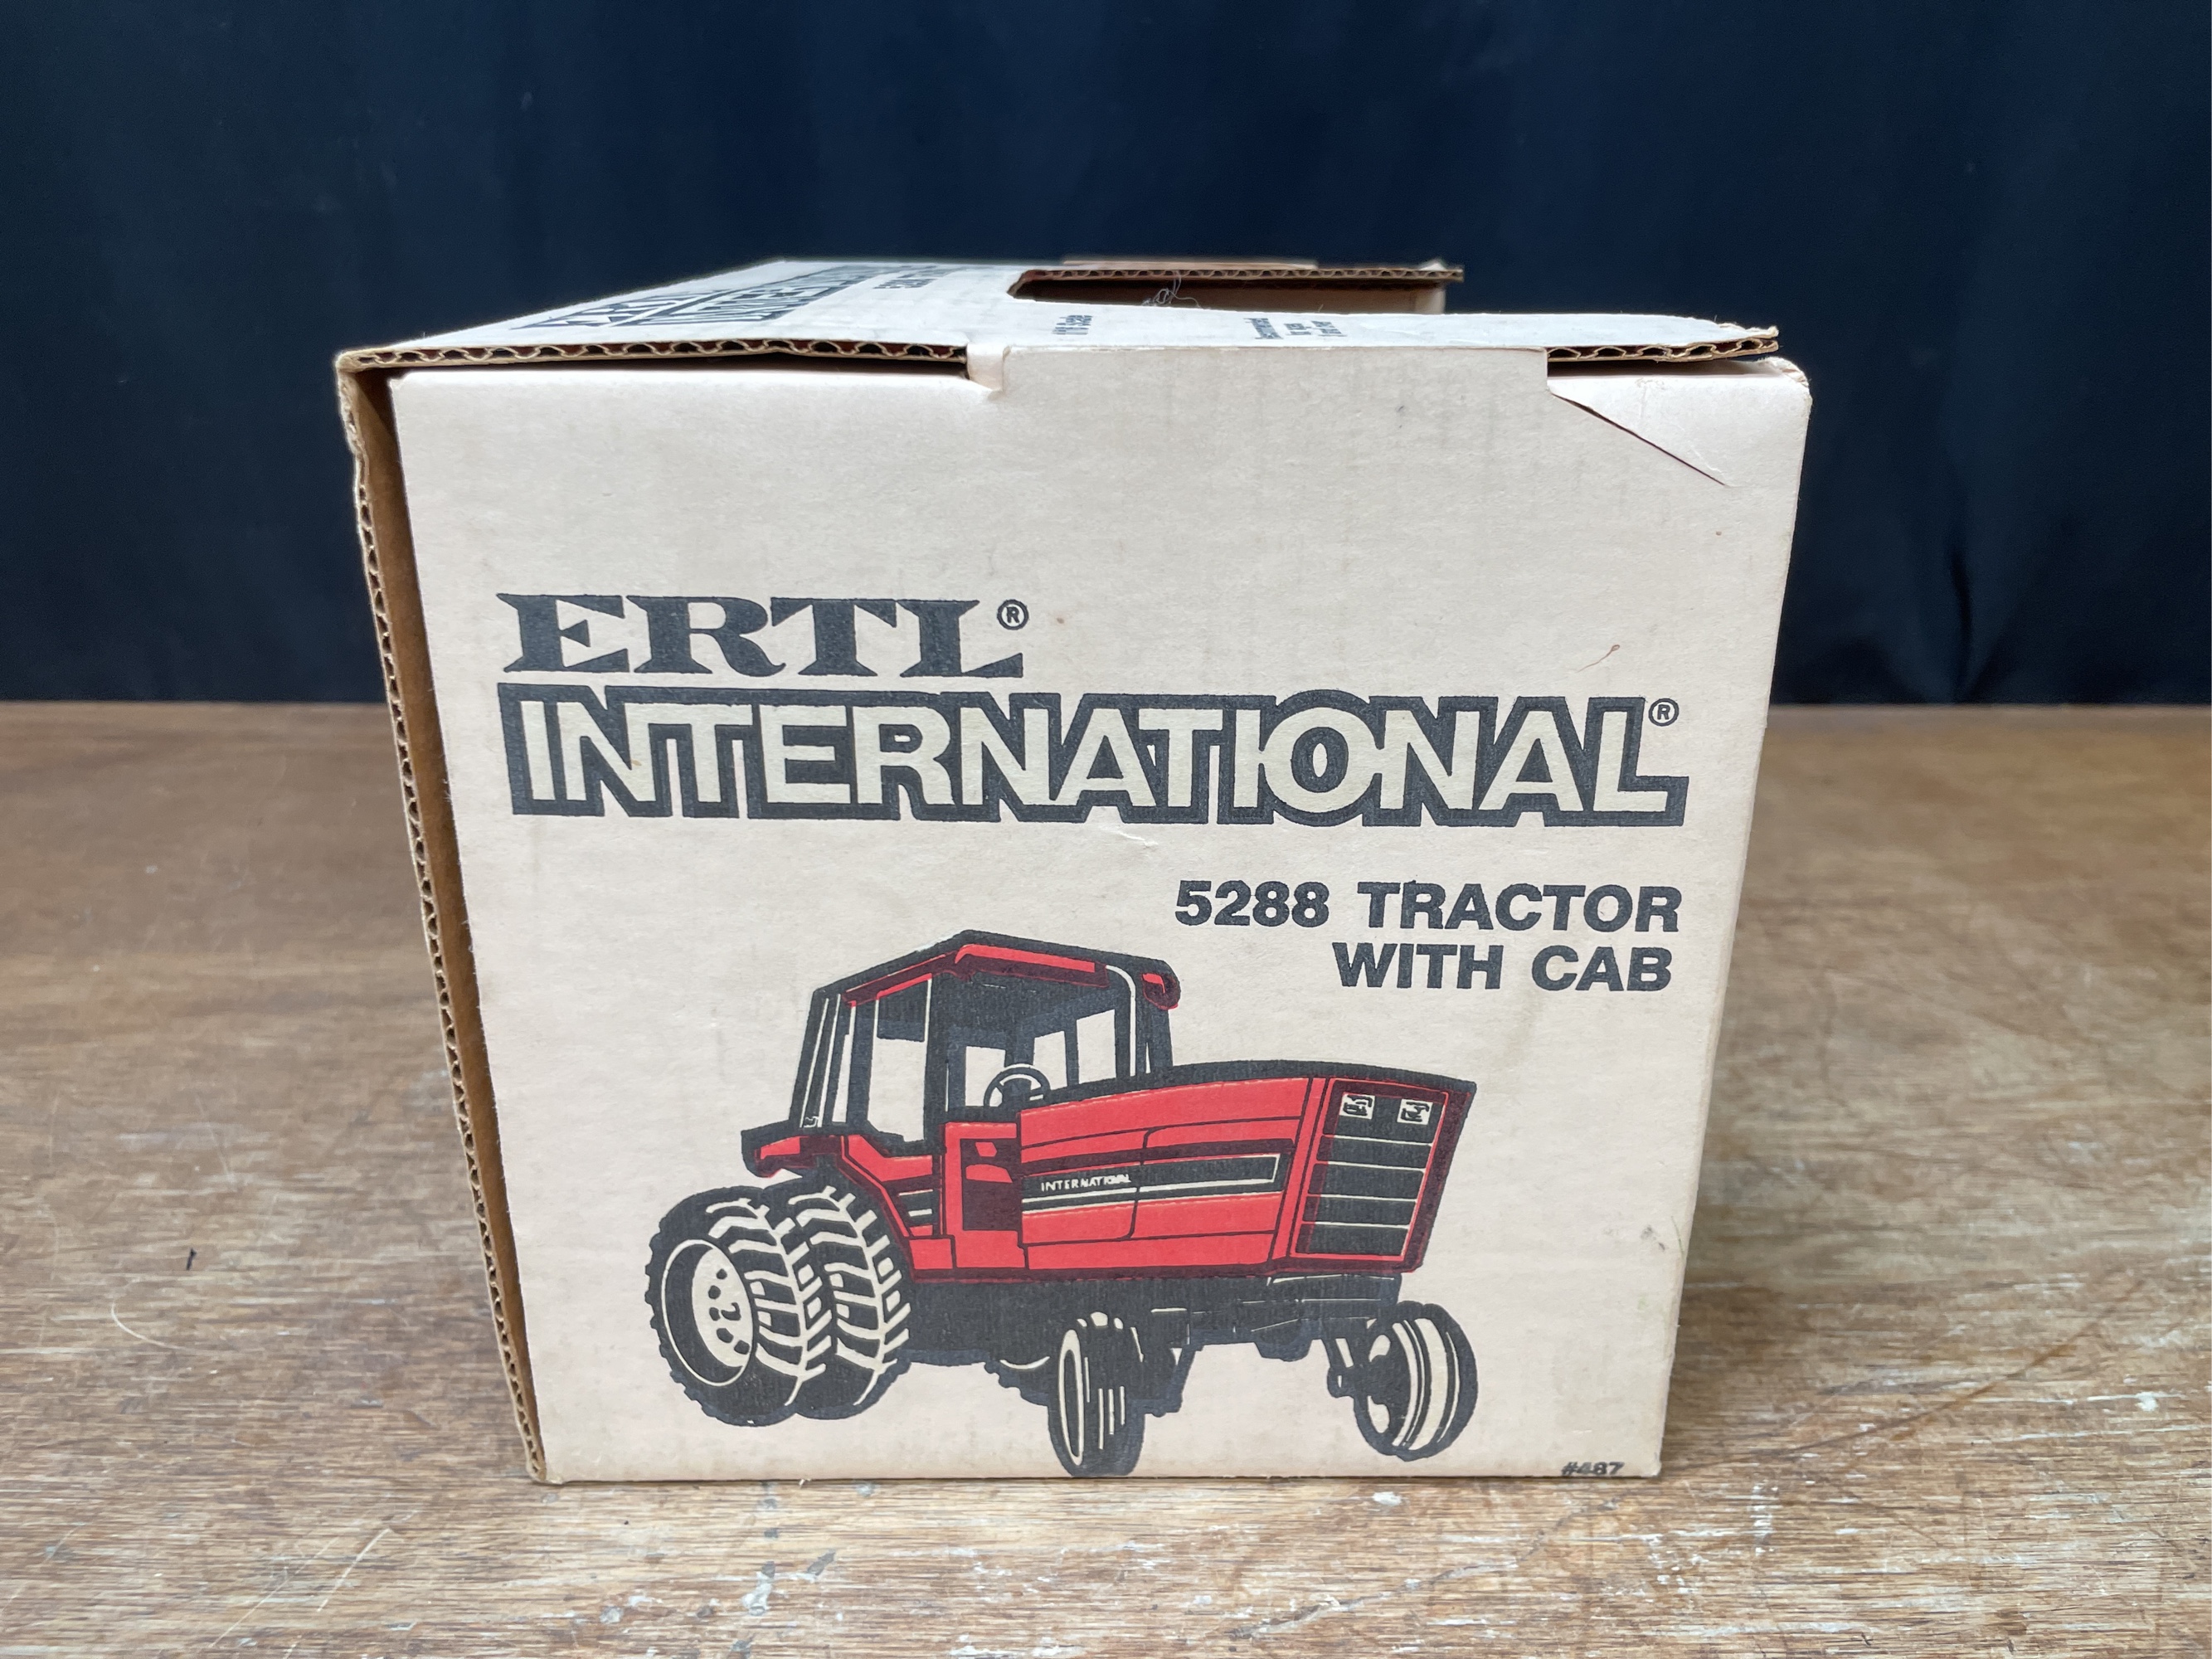 ERTL®
INTERNATIONAL®
5288 TRACTOR
WITH CAB
INTERNATIONAL
#487